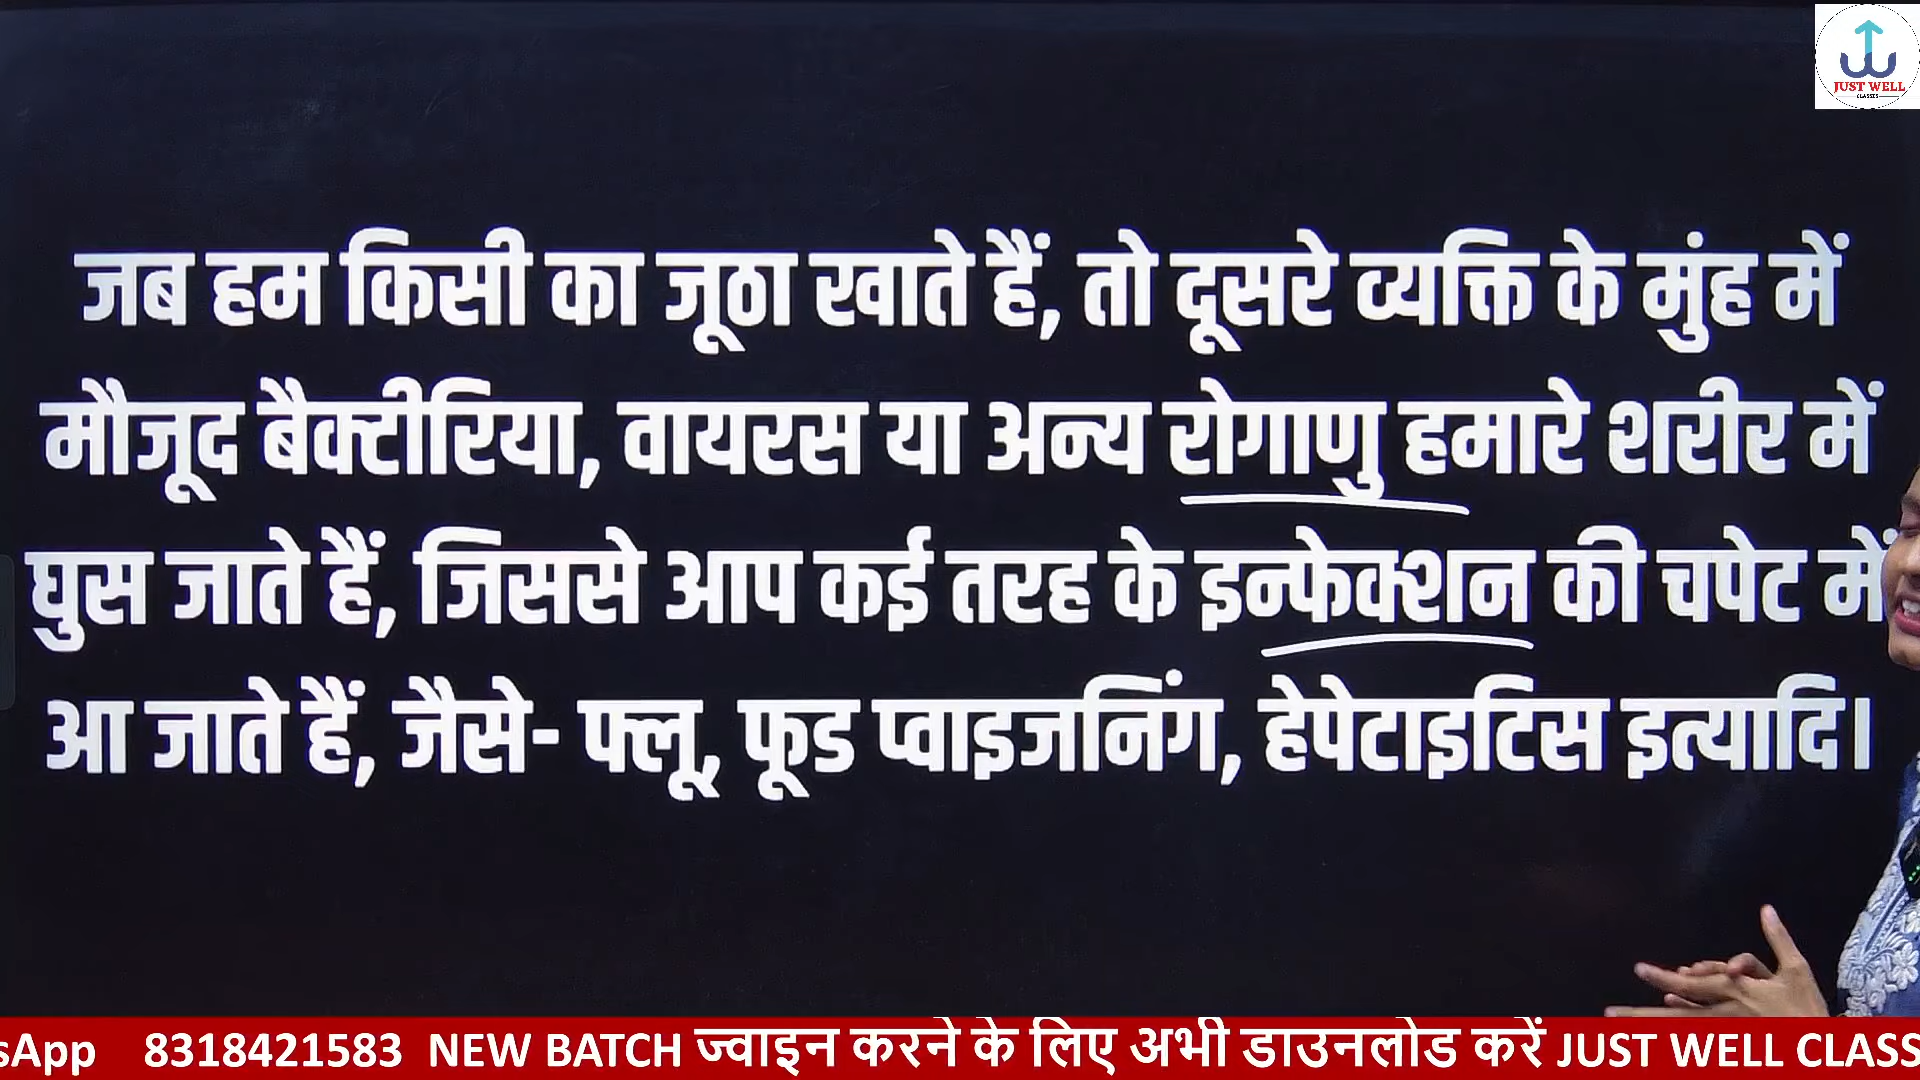 JUST WELL
CLASSES
जब हम किसी का जूठा खाते हैं, तो दूसरे व्यक्ति के मुंह में
मौजूद बैक्टीरिया, वायरस या अन्य रोगाणु हमारे शरीर में
घुस जाते हैं, जिससे आप कई तरह के इन्फेक्शन की चपेट में
आ जाते हैं, जैसे- फ्लू, फूड प्वाइजनिंग, हेपेटाइटिस इत्यादि।
sApp 8318421583 NEW BATCH ज्वाइन करने के लिए अभी डाउनलोड करें JUST WELL CLASS